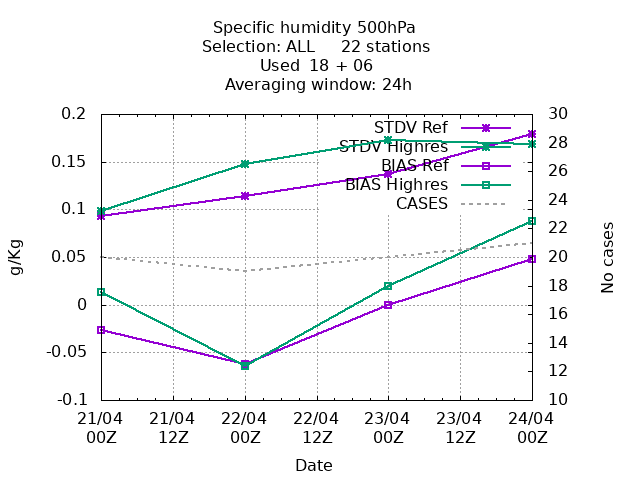 Specific humidity 500hPa
Selection: ALL 22 stations
Used 18 + 06
Averaging window: 24h
0.2
0.15
0.1
0.05
0
-0.05
-0.1
g/Kg
30
28
26
24
22
20
18
16
14
12
10
No cases
STDV Ref
STDV Highres
BIAS Ref
BIAS Highres
CASES
21/04 21/04 22/04 22/04 23/04 23/04 24/04
00Z 12Z 00Z 12Z 00Z 12Z 00Z
Date